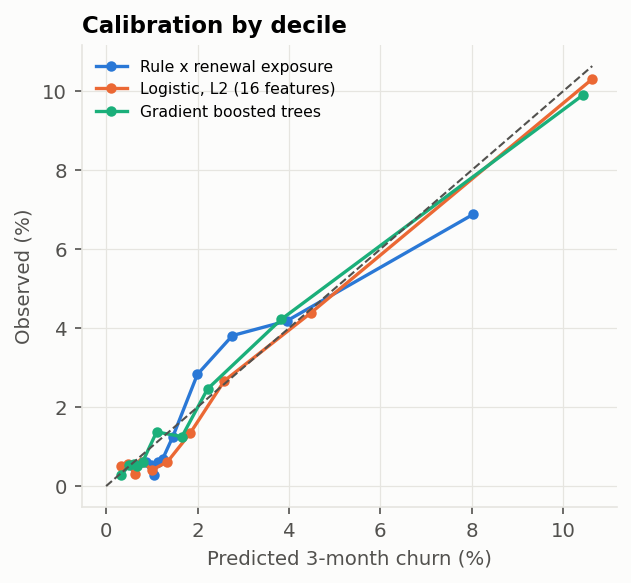 Calibration by decile
Rule x renewal exposure
Logistic, L2 (16 features)
Gradient boosted trees
Observed (%)
10
8
6
4
2
0
0 2 4 6 8 10
Predicted 3-month churn (%)